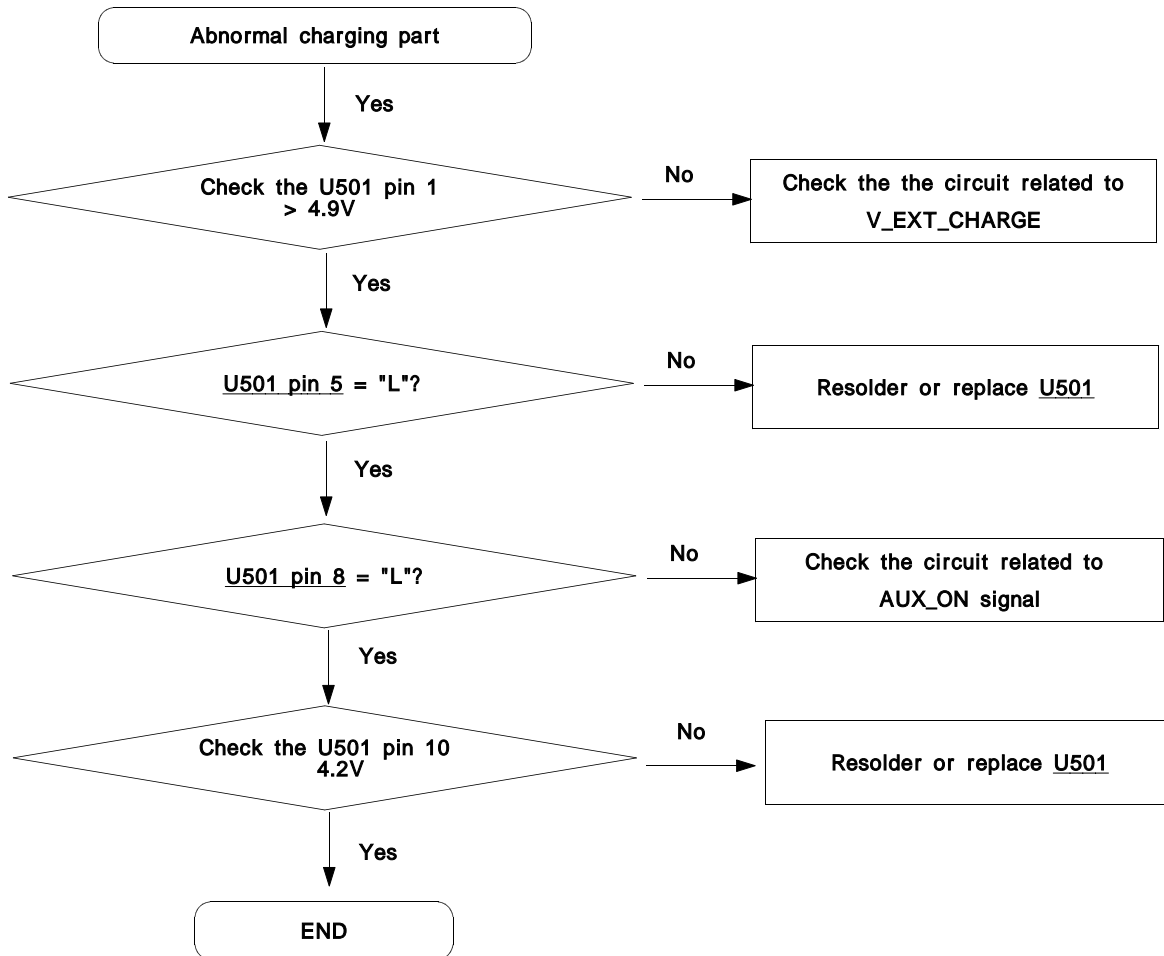 Abnormal charging part
Yes
Check the U501 pin 1
> 4.9V
No
Check the the circuit related to
V_EXT_CHARGE
Yes
U501 pin 5 = "L"?
No
Resolder or replace U501
Yes
U501 pin 8 = "L"?
No
Check the circuit related to
AUX_ON signal
Yes
Check the U501 pin 10
4.2V
No
Resolder or replace U501
Yes
END